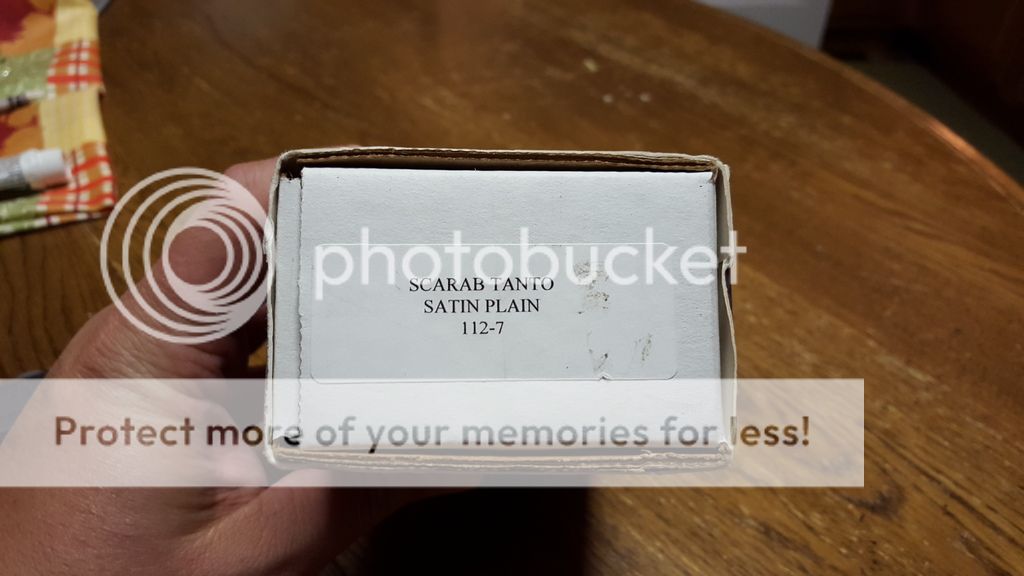 photobucket
SCARAB TANTO
SATIN PLAIN
112-7
Protect more of your memories for less!